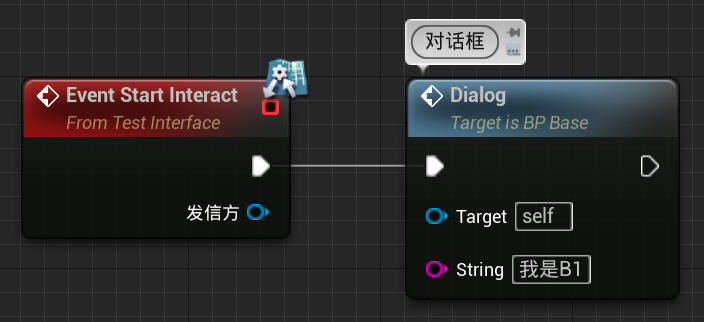 对话框
Event Start Interact
From Test Interface
发信方
Dialog
Target is BP Base
Target self
String 我是B1